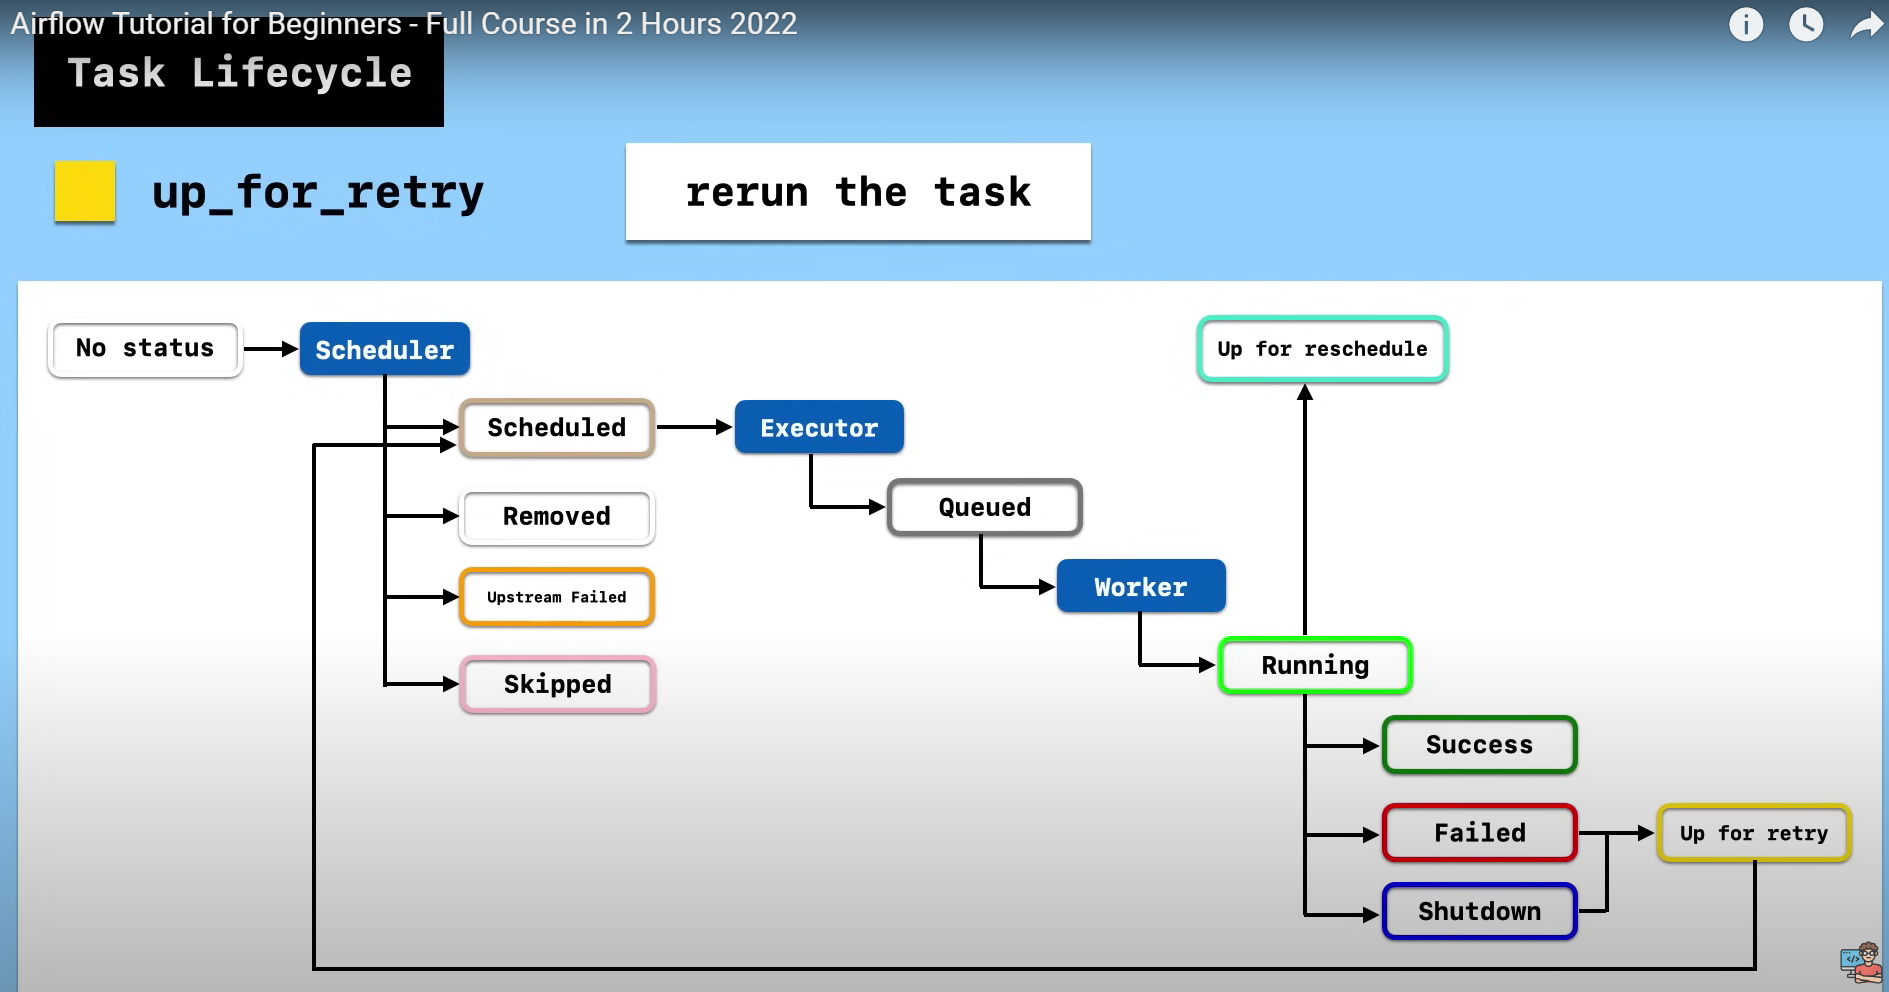 Airflow Tutorial for Beginners - Full Course in 2 Hours 2022
Task Lifecycle
up_for_retry
rerun the task
No status
Scheduler
Up for reschedule
Scheduled
Executor
Removed
Queued
Upstream Failed
Worker
Skipped
Running
Success
Failed
Up for retry
Shutdown